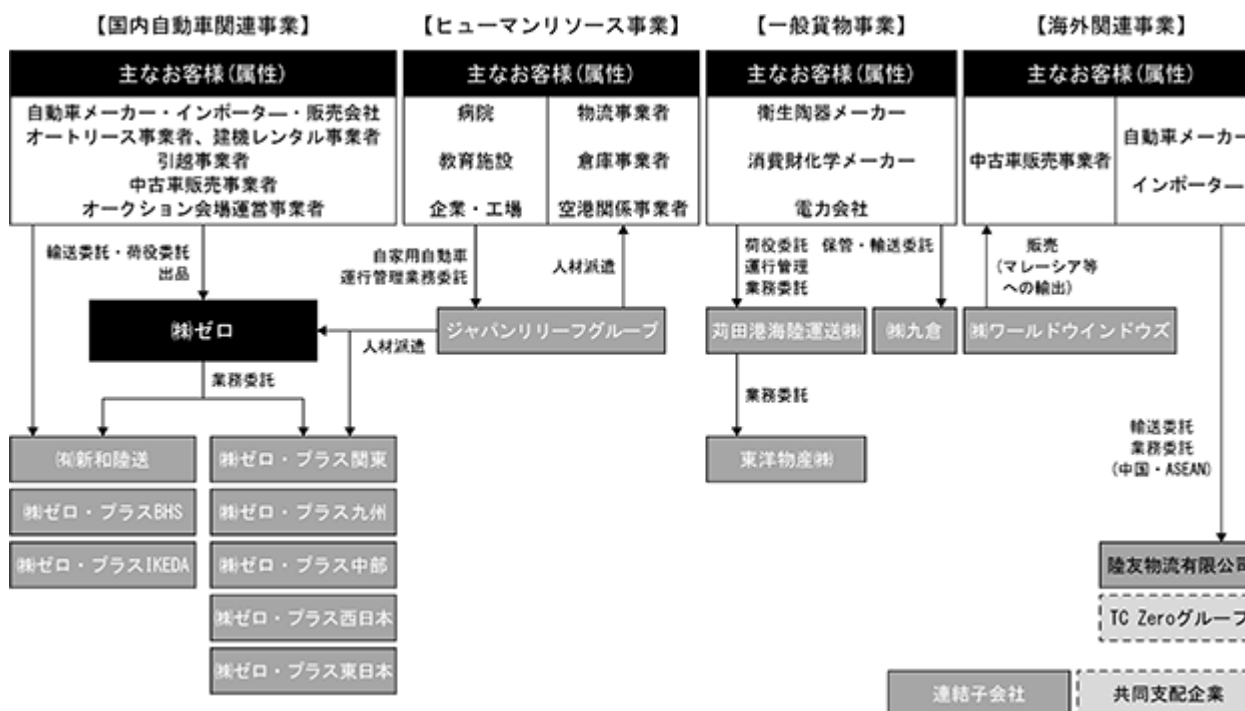 【国内自動車関連事業】
主なお客様(属性)
自動車メーカー・インポーター・販売会社
オートリース事業者、建機レンタル事業者
引越事業者
中古車販売事業者
オークション会場運営事業者
輸送委託・荷役委託
出品
㈱ゼロ
業務委託
㈲新和陸送
㈱ゼロ・プラスBHS
㈱ゼロ・プラスIKEDA
㈱ゼロ・プラス関東
㈱ゼロ・プラス九州
㈱ゼロ・プラス中部
㈱ゼロ・プラス西日本
㈱ゼロ・プラス東日本
【ヒューマンリソース事業】
主なお客様(属性)
病院
教育施設
企業・工場
物流事業者
倉庫事業者
空港関係事業者
自家用自動車
運行管理業務委託
人材派遣
ジャパンリリーフグループ
人材派遣
【一般貨物事業】
主なお客様(属性)
衛生陶器メーカー
消費財化学メーカー
電力会社
荷役委託
運行管理
業務委託
保管・輸送委託
苅田港海陸運送㈱
㈱九倉
業務委託
東洋物産㈱
【海外関連事業】
主なお客様(属性)
中古車販売事業者
自動車メーカー
インポーター
販売
(マレーシア等
への輸出)
㈱ワールドウインドウズ
輸送委託
業務委託
(中国・ASEAN)
陸友物流有限公司
TC Zeroグループ
連結子会社
共同支配企業